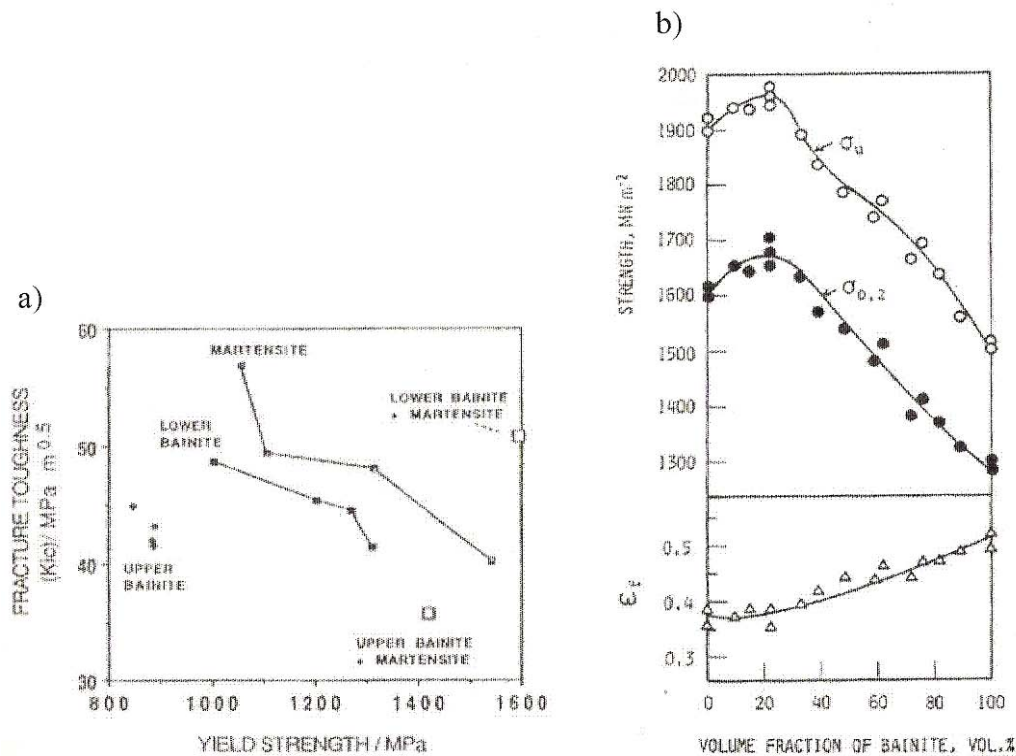 a)
60
50
40
30
FRACTURE TOUGHNESS
(KIc)/ MPa m 0.5
MARTENSITE
LOWER
BAINITE
LOWER BAINITE
+ MARTENSITE
UPPER
BAINITE
UPPER BAINITE
+ MARTENSITE
800 1000 1200 1400 1600
YIELD STRENGTH / MPa
b)
2000
1900
1800
1700
1600
1500
1400
1300
STRENGTH, MN m-2
σu
σ0,2
0.5
0.4
0.3
εf
0 20 40 60 80 100
VOLUME FRACTION OF BAINITE, VOL.%